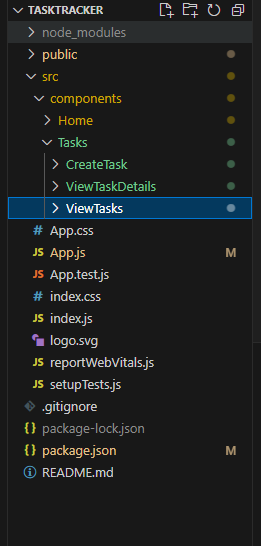 TASKTRACKER
node_modules
public
src
components
Home
Tasks
CreateTask
ViewTaskDetails
ViewTasks
# App.css
JS App.js M
JS App.test.js
# index.css
JS index.js
logo.svg
JS reportWebVitals.js
JS setupTests.js
.gitignore
{ } package-lock.json
{ } package.json M
README.md